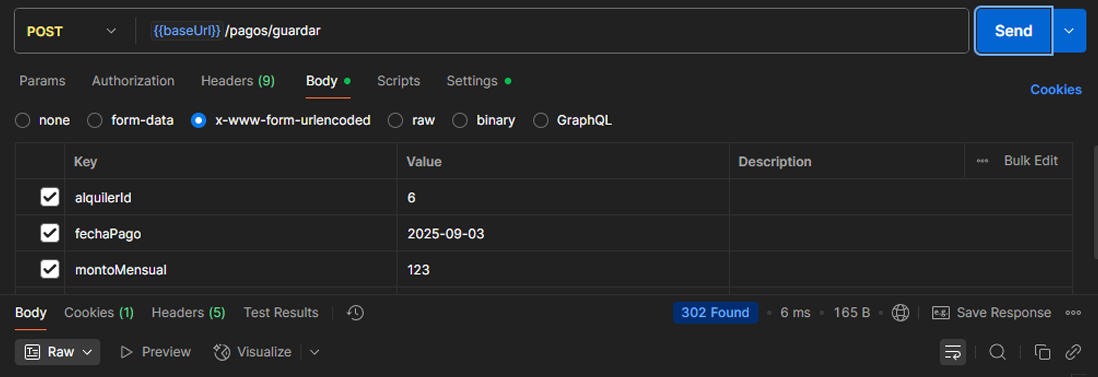 POST {{baseUrl}} /pagos/guardar Send
Params Authorization Headers (9) Body Scripts Settings Cookies
none form-data x-www-form-urlencoded raw binary GraphQL
Key Value Description Bulk Edit
alquilerId 6
fechaPago 2025-09-03
montoMensual 123
Body Cookies (1) Headers (5) Test Results 302 Found 6 ms 165 B e.g. Save Response
Raw Preview Visualize